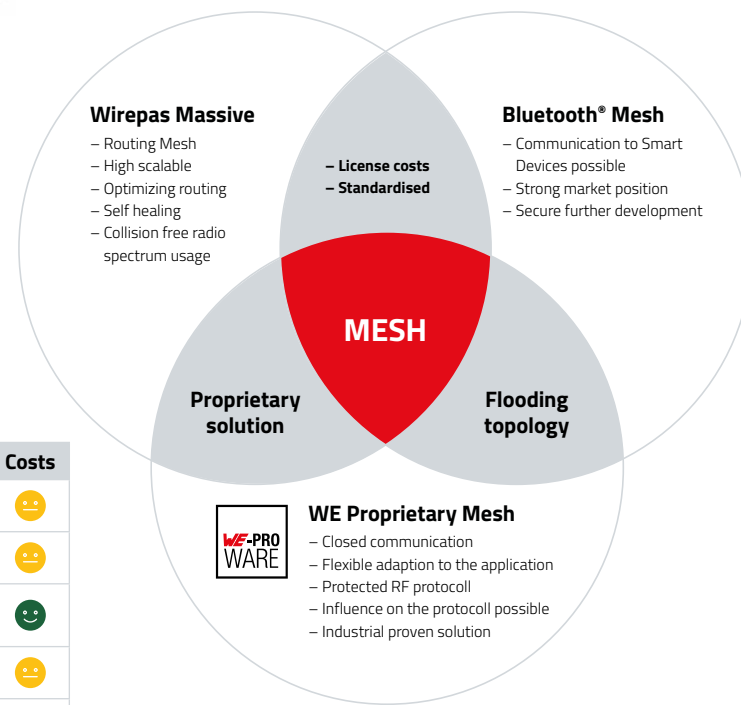 Wirepas Massive
– Routing Mesh
– High scalable
– Optimizing routing
– Self healing
– Collision free radio
spectrum usage
– License costs
– Standardised
Bluetooth® Mesh
– Communication to Smart
Devices possible
– Strong market position
– Secure further development
MESH
Proprietary
solution
Flooding
topology
Costs
WE-PRO
WARE
WE Proprietary Mesh
– Closed communication
– Flexible adaption to the application
– Protected RF protocoll
– Influence on the protocoll possible
– Industrial proven solution